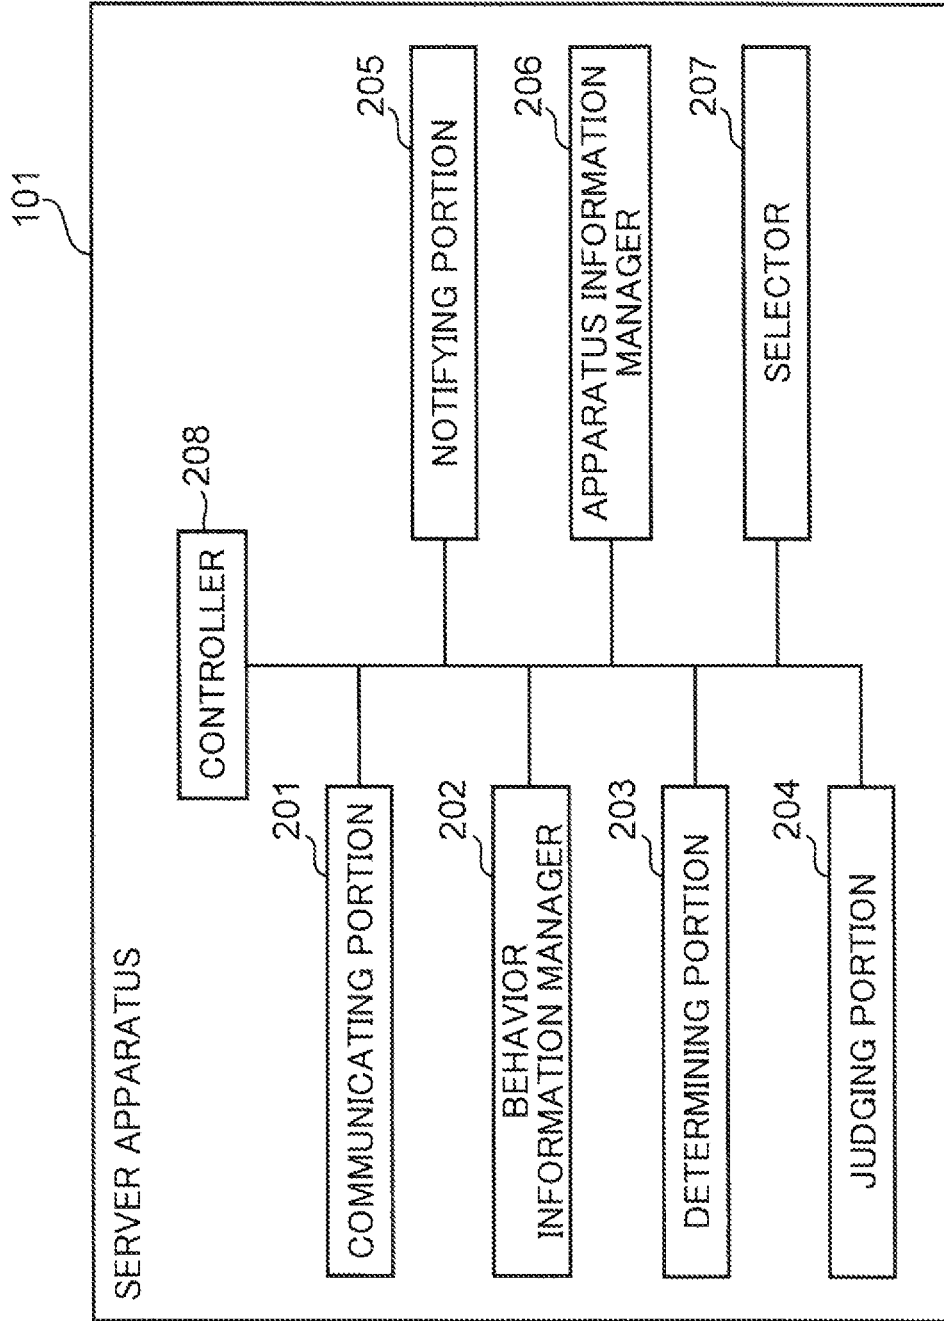 101
SERVER APPARATUS
CONTROLLER
208
COMMUNICATING PORTION
201
BEHAVIOR
INFORMATION MANAGER
202
DETERMINING PORTION
203
JUDGING PORTION
204
NOTIFYING PORTION
205
APPARATUS INFORMATION
MANAGER
206
SELECTOR
207